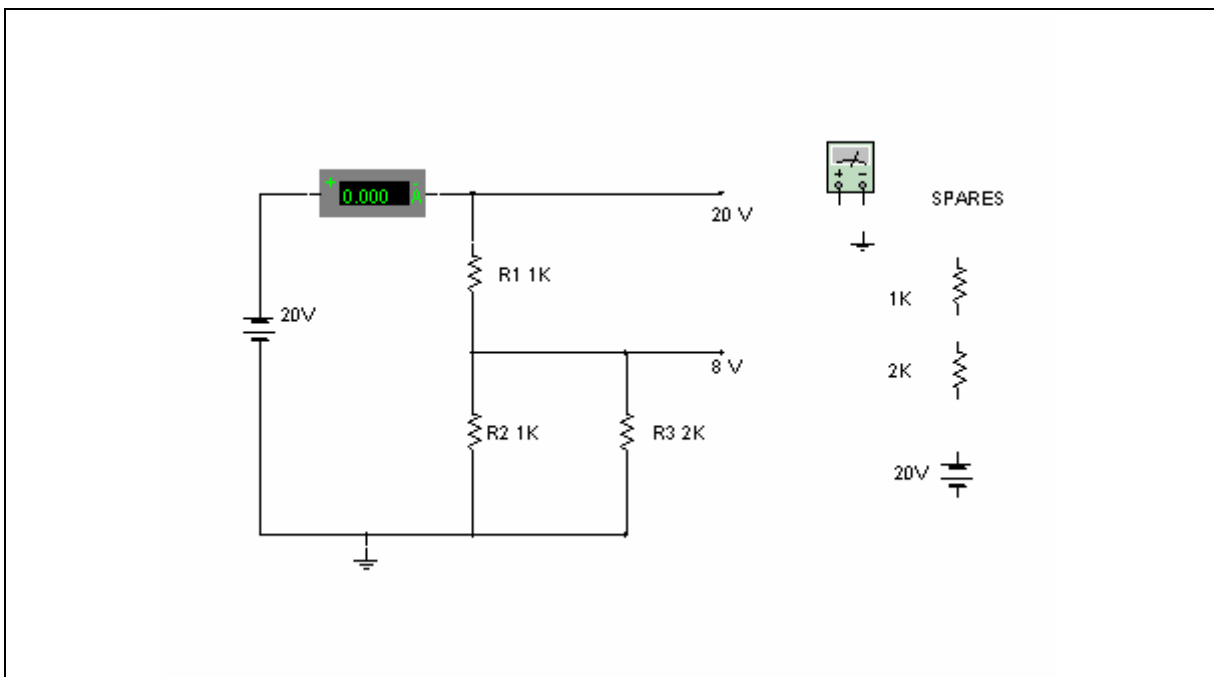 + 0.000 A
20 V
SPARES
R1 1K
1K
20V
8 V
2K
R2 1K
R3 2K
20V